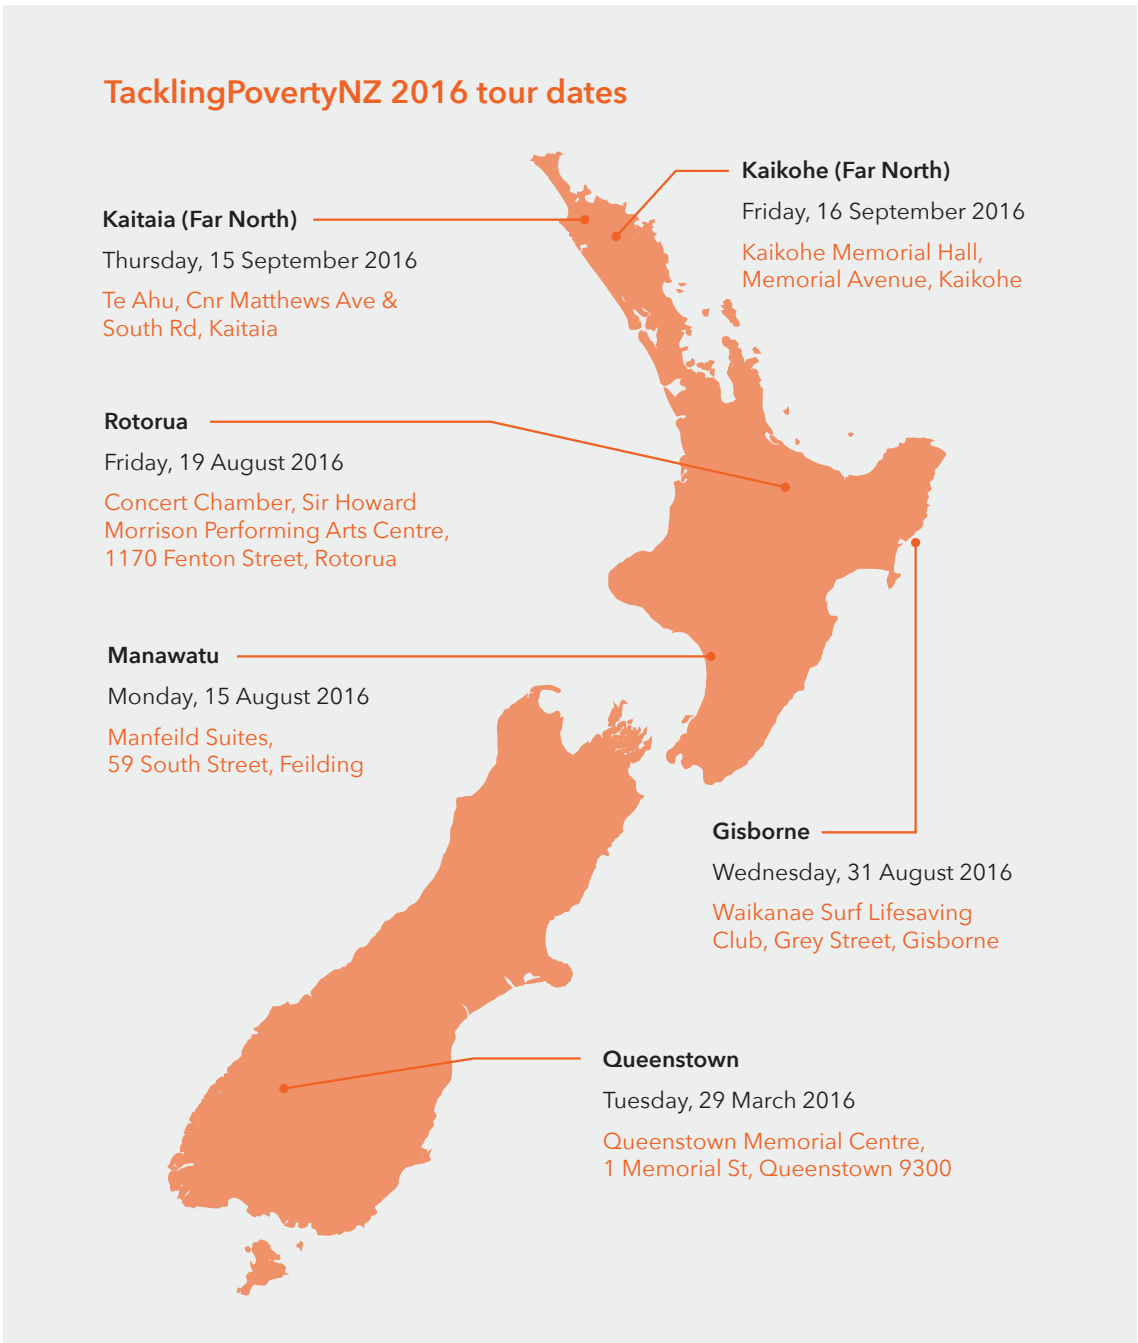 TacklingPovertyNZ 2016 tour dates
Kaitaia (Far North)
Thursday, 15 September 2016
Te Ahu, Cnr Matthews Ave &
South Rd, Kaitaia
Kaikohe (Far North)
Friday, 16 September 2016
Kaikohe Memorial Hall,
Memorial Avenue, Kaikohe
Rotorua
Friday, 19 August 2016
Concert Chamber, Sir Howard
Morrison Performing Arts Centre,
1170 Fenton Street, Rotorua
Manawatu
Monday, 15 August 2016
Manfeild Suites,
59 South Street, Feilding
Gisborne
Wednesday, 31 August 2016
Waikanae Surf Lifesaving
Club, Grey Street, Gisborne
Queenstown
Tuesday, 29 March 2016
Queenstown Memorial Centre,
1 Memorial St, Queenstown 9300